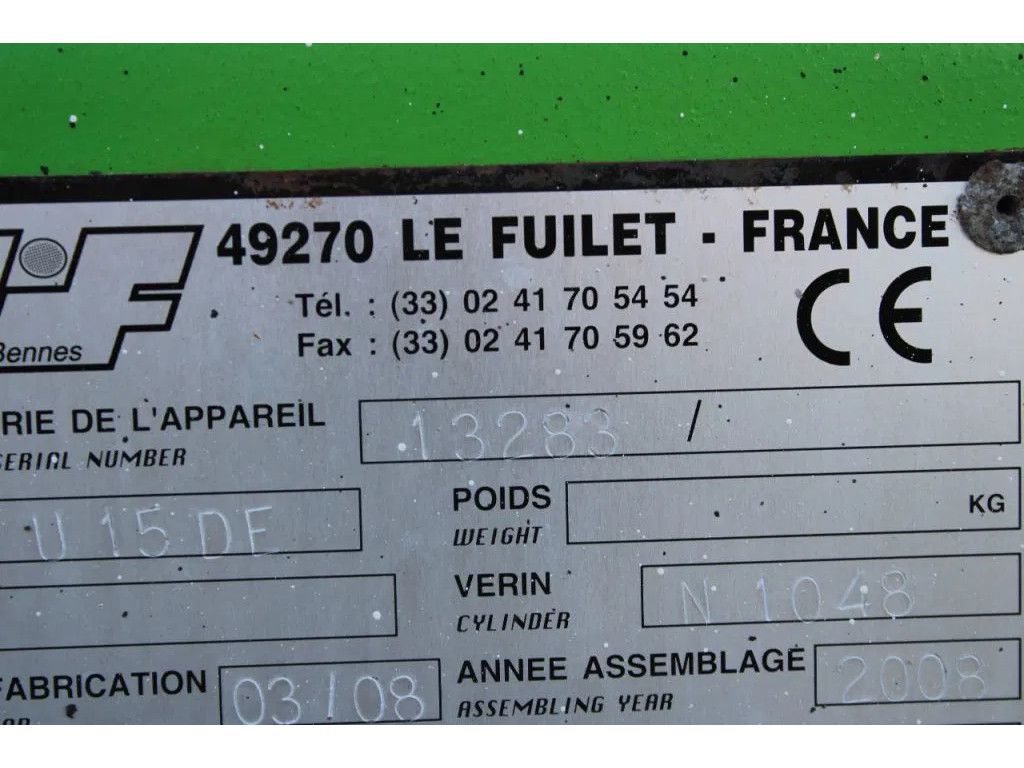 49270 LE FUILET - FRANCE
Tél. : (33) 02 41 70 54 54
Fax : (33) 02 41 70 59 62
CE
Bennes
RIE DE L'APPAREIL 13283 /
SERIAL NUMBER
U 15 DE
POIDS KG
WEIGHT
VERIN N 1048
CYLINDER
FABRICATION 03/08
ANNEE ASSEMBLAGE 2008
ASSEMBLING YEAR